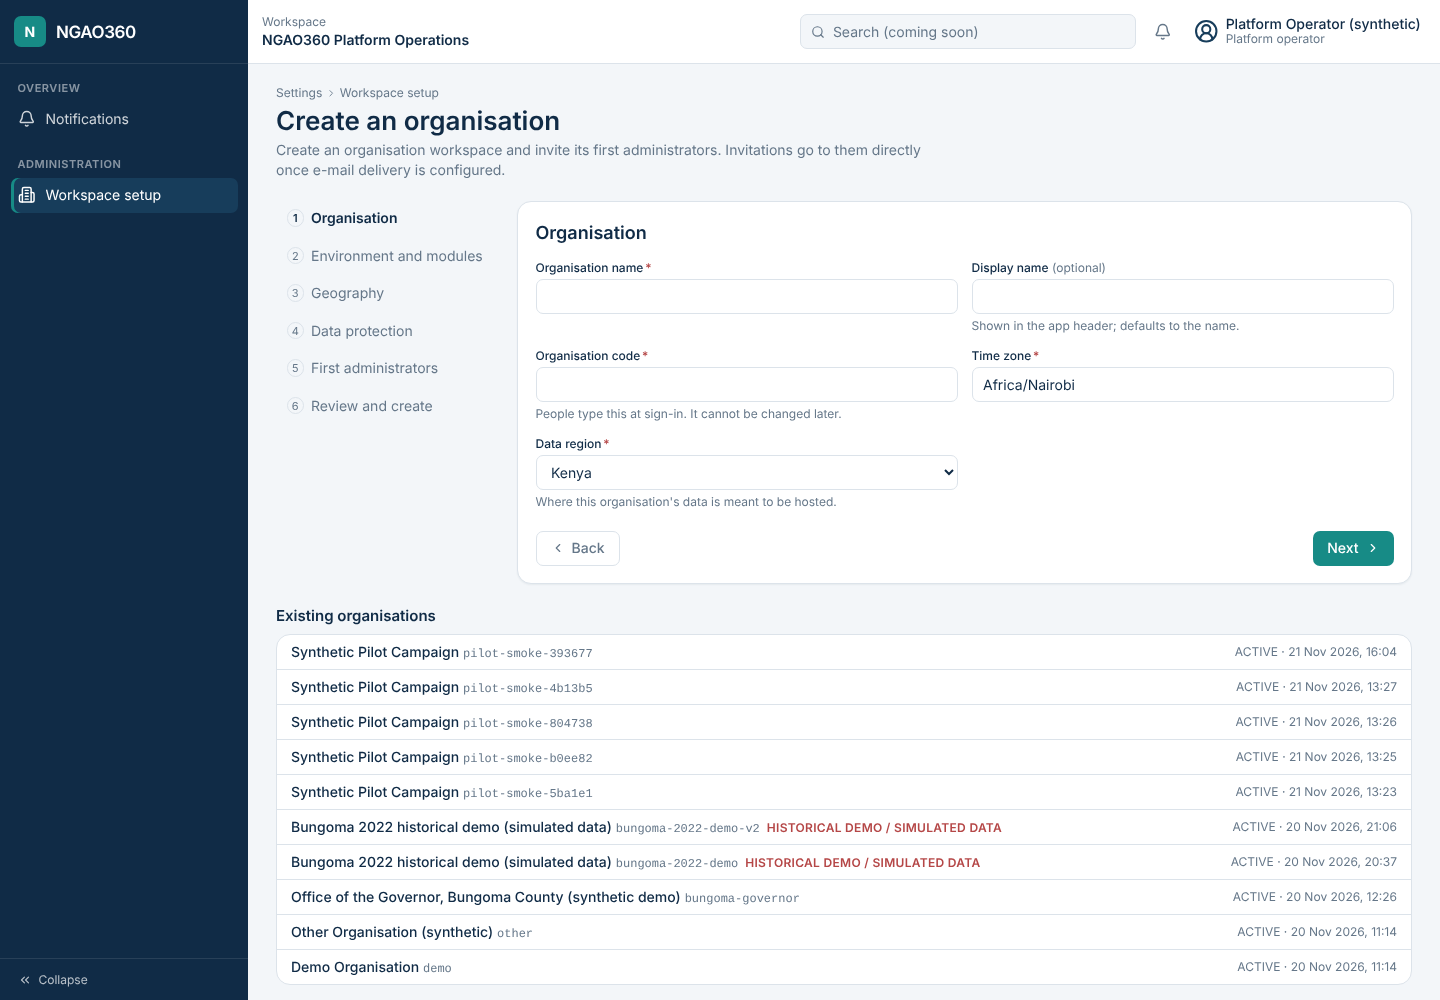 N NGAO360
Workspace
NGAO360 Platform Operations
Search (coming soon)
Platform Operator (synthetic)
Platform operator
OVERVIEW
Notifications
ADMINISTRATION
Workspace setup
Collapse
Settings › Workspace setup
Create an organisation
Create an organisation workspace and invite its first administrators. Invitations go to them directly
once e-mail delivery is configured.
1 Organisation
2 Environment and modules
3 Geography
4 Data protection
5 First administrators
6 Review and create
Organisation
Organisation name *
Display name (optional)
Shown in the app header; defaults to the name.
Organisation code *
Time zone *
Africa/Nairobi
People type this at sign-in. It cannot be changed later.
Data region *
Kenya
Where this organisation's data is meant to be hosted.
Back
Next
Existing organisations
Synthetic Pilot Campaign pilot-smoke-393677 ACTIVE · 21 Nov 2026, 16:04
Synthetic Pilot Campaign pilot-smoke-4b13b5 ACTIVE · 21 Nov 2026, 13:27
Synthetic Pilot Campaign pilot-smoke-804738 ACTIVE · 21 Nov 2026, 13:26
Synthetic Pilot Campaign pilot-smoke-b0ee82 ACTIVE · 21 Nov 2026, 13:25
Synthetic Pilot Campaign pilot-smoke-5ba1e1 ACTIVE · 21 Nov 2026, 13:23
Bungoma 2022 historical demo (simulated data) bungoma-2022-demo-v2 HISTORICAL DEMO / SIMULATED DATA ACTIVE · 20 Nov 2026, 21:06
Bungoma 2022 historical demo (simulated data) bungoma-2022-demo HISTORICAL DEMO / SIMULATED DATA ACTIVE · 20 Nov 2026, 20:37
Office of the Governor, Bungoma County (synthetic demo) bungoma-governor ACTIVE · 20 Nov 2026, 12:26
Other Organisation (synthetic) other ACTIVE · 20 Nov 2026, 11:14
Demo Organisation demo ACTIVE · 20 Nov 2026, 11:14